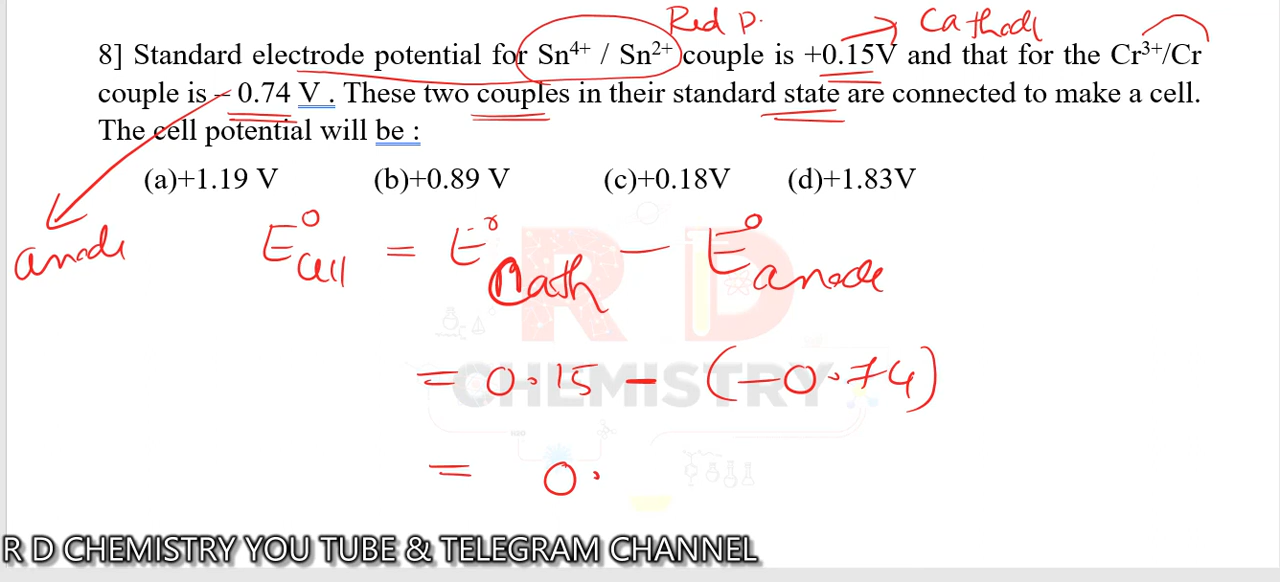 Red P. → Cathode
8] Standard electrode potential for Sn⁴⁺ / Sn²⁺ couple is +0.15V and that for the Cr³⁺/Cr
couple is – 0.74 V . These two couples in their standard state are connected to make a cell.
The cell potential will be :
(a)+1.19 V (b)+0.89 V (c)+0.18V (d)+1.83V
anode
E°cell = E°Cath – E°anode
= 0.15 – (–0.74)
= 0.
RD
CHEMISTRY
R D CHEMISTRY YOU TUBE & TELEGRAM CHANNEL